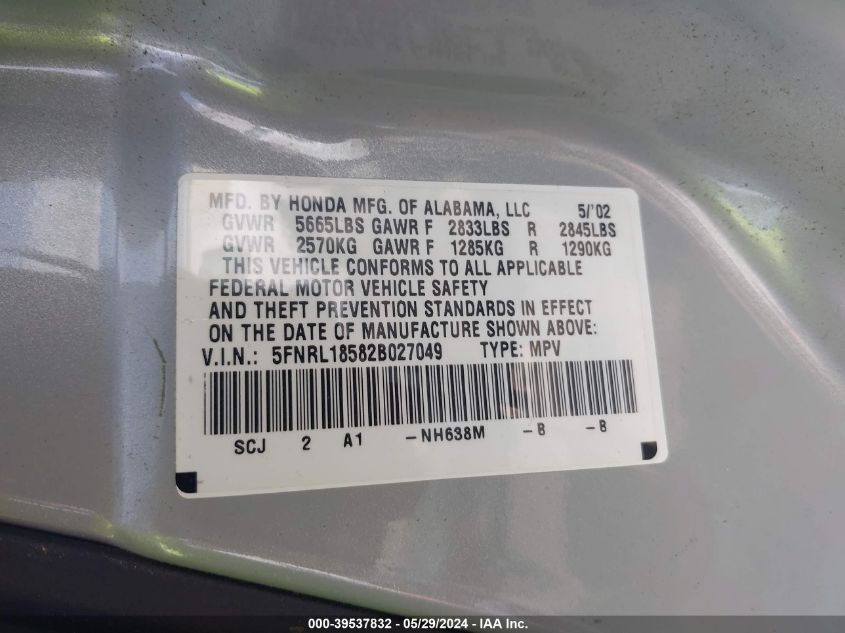 MFD. BY HONDA MFG. OF ALABAMA, LLC 5/'02
GVWR 5665LBS GAWR F 2833LBS R 2845LBS
GVWR 2570KG GAWR F 1285KG R 1290KG
THIS VEHICLE CONFORMS TO ALL APPLICABLE
FEDERAL MOTOR VEHICLE SAFETY
AND THEFT PREVENTION STANDARDS IN EFFECT
ON THE DATE OF MANUFACTURE SHOWN ABOVE:
V.I.N.: 5FNRL18582B027049 TYPE: MPV
SCJ 2 A1 -NH638M -B -B
000-39537832 - 05/29/2024 - IAA Inc.